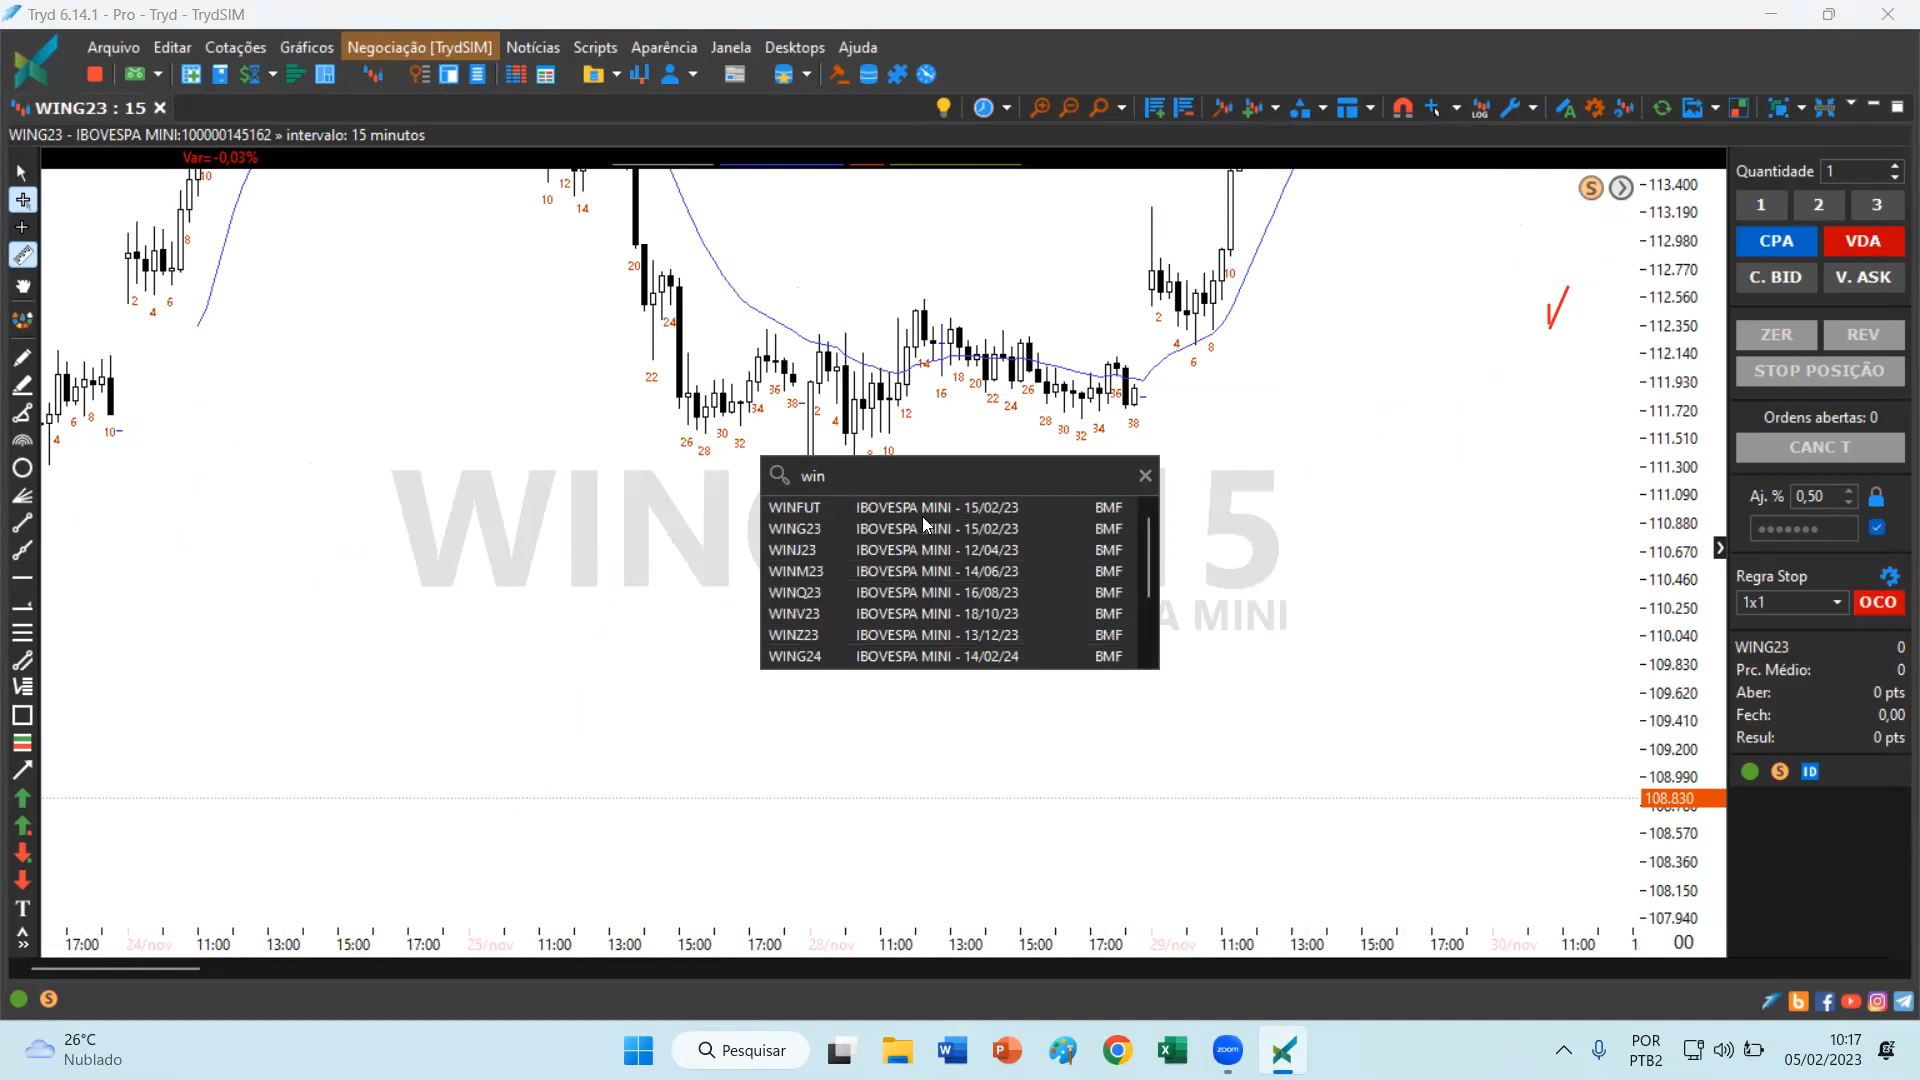 Tryd 6.14.1 - Pro - Tryd - TrydSIM
Arquivo Editar Cotações Gráficos Negociação [TrydSIM] Notícias Scripts Aparência Janela Desktops Ajuda
WING23 : 15
WING23 - IBOVESPA MINI:100000145162 » intervalo: 15 minutos
Var=-0,03%
Quantidade 1
1 2 3
CPA VDA
C. BID V. ASK
ZER REV
STOP POSIÇÃO
Ordens abertas: 0
CANC T
Aj. % 0,50
Regra Stop
1x1 OCO
WING23 0
Prc. Médio: 0
Aber: 0 pts
Fech: 0,00
Resul: 0 pts
S ID
113.400
113.190
112.980
112.770
112.560
112.350
112.140
111.930
111.720
111.510
111.300
111.090
110.880
110.670
110.460
110.250
110.040
109.830
109.620
109.410
109.200
108.990
108.830
108.570
108.360
108.150
107.940
win
WINFUT IBOVESPA MINI - 15/02/23 BMF
WING23 IBOVESPA MINI - 15/02/23 BMF
WINJ23 IBOVESPA MINI - 12/04/23 BMF
WINM23 IBOVESPA MINI - 14/06/23 BMF
WINQ23 IBOVESPA MINI - 16/08/23 BMF
WINV23 IBOVESPA MINI - 18/10/23 BMF
WINZ23 IBOVESPA MINI - 13/12/23 BMF
WING24 IBOVESPA MINI - 14/02/24 BMF
17:00 24/nov 11:00 13:00 15:00 17:00 25/nov 11:00 13:00 15:00 17:00 28/nov 11:00 13:00 15:00 17:00 29/nov 11:00 13:00 15:00 17:00 30/nov 11:00 1 00
26°C
Nublado
Pesquisar
zoom
POR
PTB2
10:17
05/02/2023